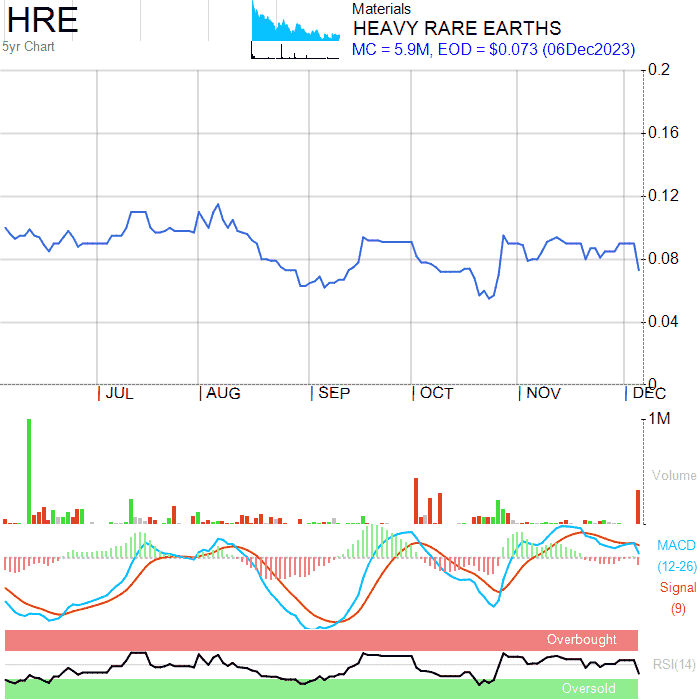 HRE
5yr Chart
Materials
HEAVY RARE EARTHS
MC = 5.9M, EOD = $0.073 (06Dec2023)
0.2
0.16
0.12
0.08
0.04
0
JUL AUG SEP OCT NOV DEC
1M
Volume
MACD
(12-26)
Signal
(9)
Overbought
RSI(14)
Oversold